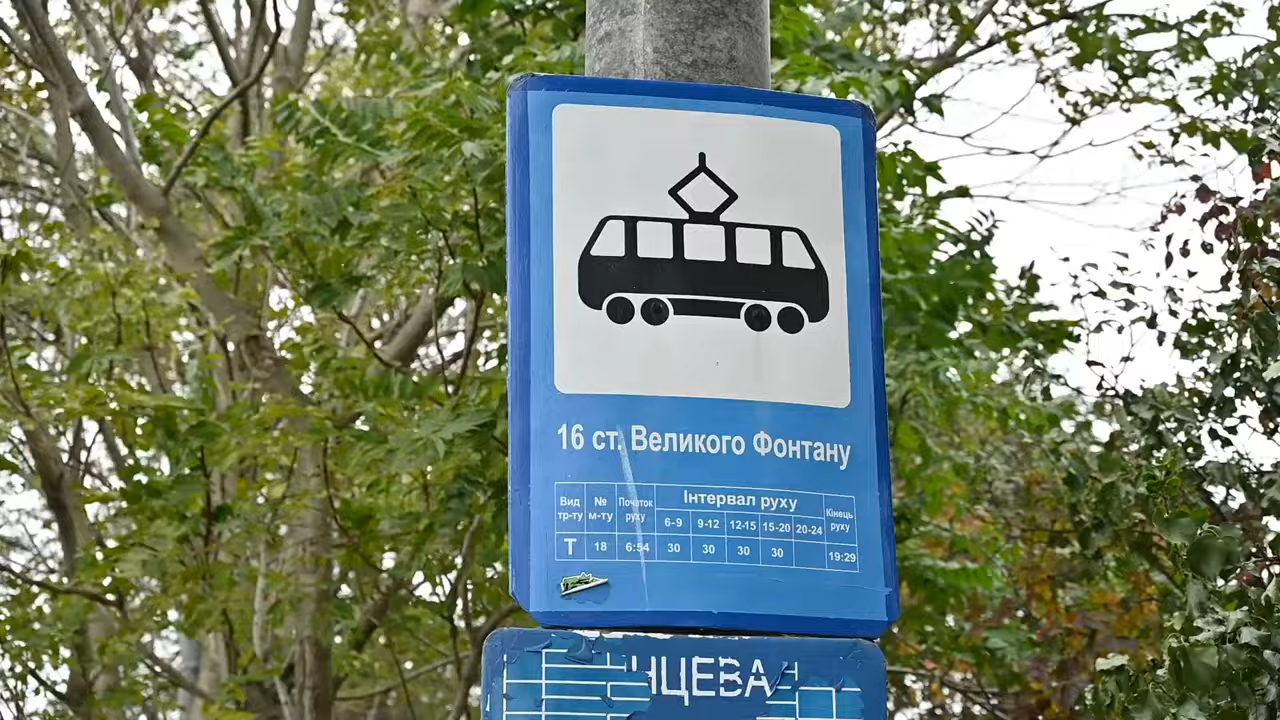 16 ст. Великого Фонтану
Вид тр-ту № м-ту Початок руху Інтервал руху Кінець руху
6-9 9-12 12-15 15-20 20-24
Т 18 6:54 30 30 30 30 19:29